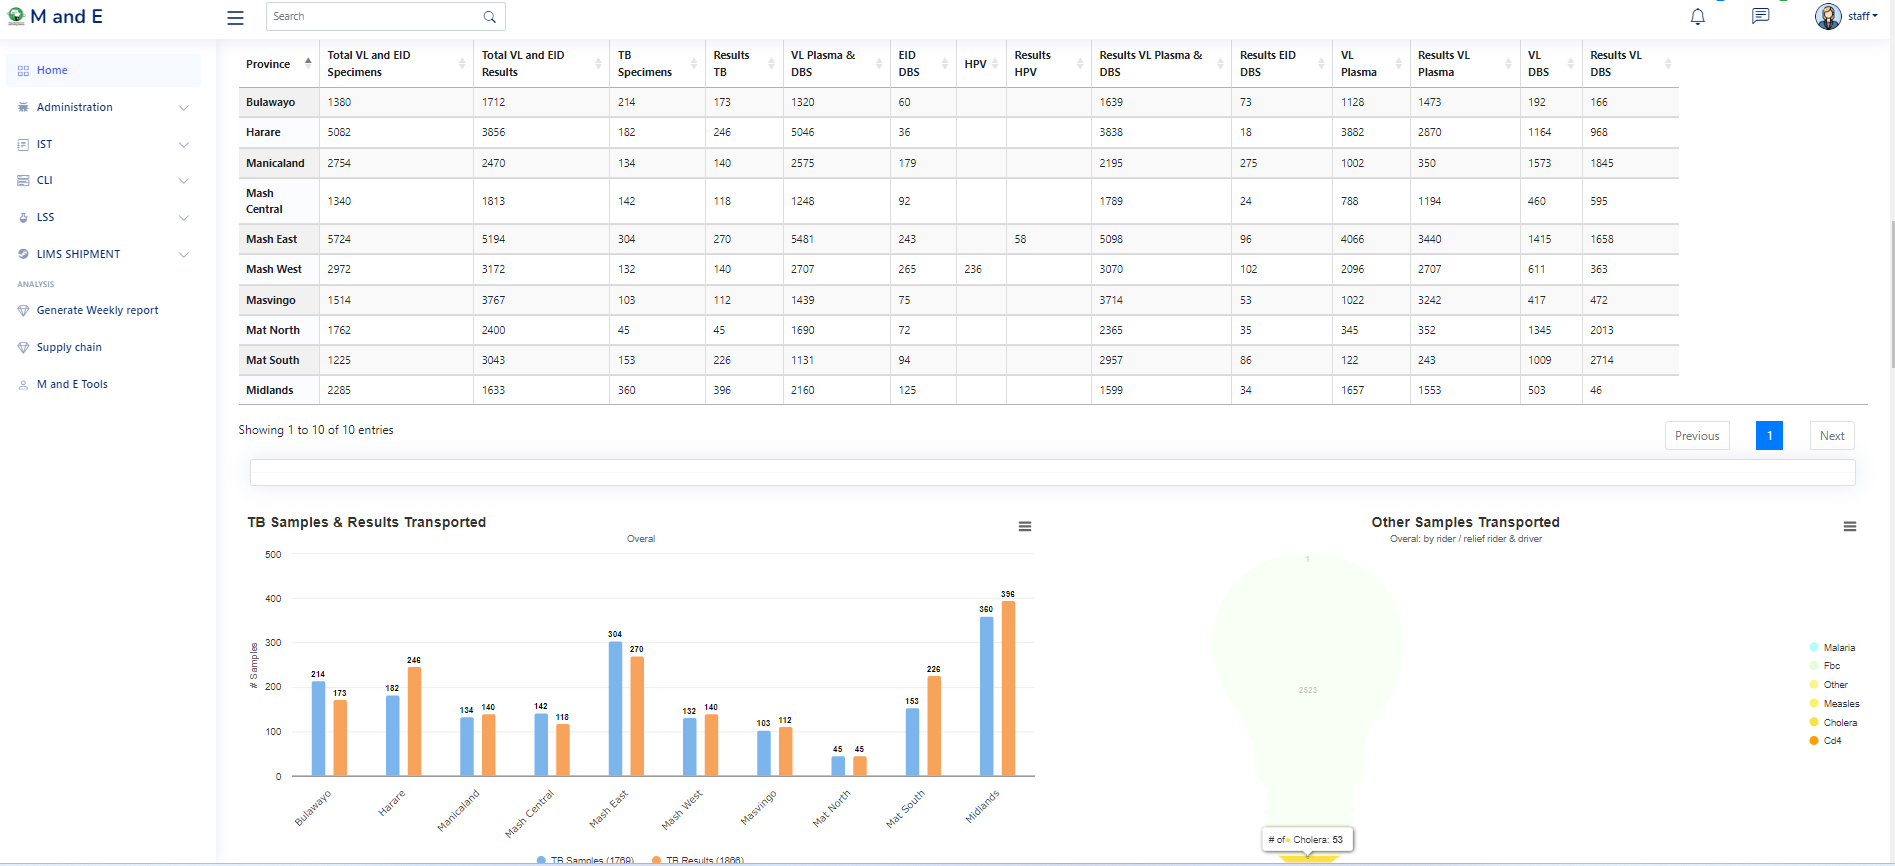 M and E
Search
staff
Home
Administration
IST
CLI
LSS
LIMS SHIPMENT
ANALYSIS
Generate Weekly report
Supply chain
M and E Tools
Province Total VL and EID Specimens Total VL and EID Results TB Specimens Results TB VL Plasma & DBS EID DBS HPV Results HPV Results VL Plasma & DBS Results EID DBS VL Plasma Results VL Plasma VL DBS Results VL DBS
Bulawayo 1380 1712 214 173 1320 60 1639 73 1128 1473 192 166
Harare 5082 3856 182 246 5046 36 3838 18 3882 2870 1164 968
Manicaland 2754 2470 134 140 2575 179 2195 275 1002 350 1573 1845
Mash Central 1340 1813 142 118 1248 92 1789 24 788 1194 460 595
Mash East 5724 5194 304 270 5481 243 58 5098 96 4066 3440 1415 1658
Mash West 2972 3172 132 140 2707 265 236 3070 102 2096 2707 611 363
Masvingo 1514 3767 103 112 1439 75 3714 53 1022 3242 417 472
Mat North 1762 2400 45 45 1690 72 2365 35 345 352 1345 2013
Mat South 1225 3043 153 226 1131 94 2957 86 122 243 1009 2714
Midlands 2285 1633 360 396 2160 125 1599 34 1657 1553 503 46
Showing 1 to 10 of 10 entries
Previous 1 Next
TB Samples & Results Transported
Overal
# Samples
500
400
300
200
100
0
214 173
182 246
134 140
142 118
304 270
132 140
103 112
45 45
153 226
360 396
Bulawayo Harare Manicaland Mash Central Mash East Mash West Masvingo Mat North Mat South Midlands
TB Samples (1769) TB Results (1866)
Other Samples Transported
Overal: by rider / relief rider & driver
1
2523
Malaria
Fbc
Other
Measles
Cholera
Cd4
# of Cholera: 53